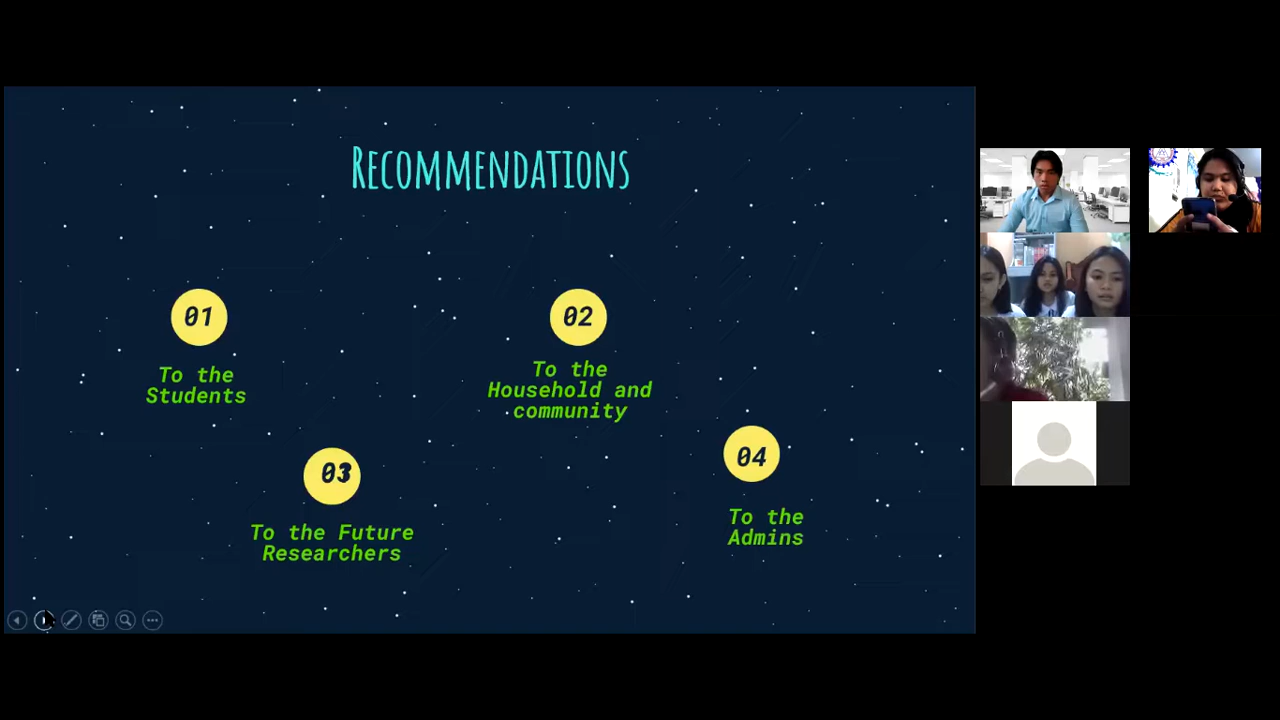 Recommendations
01
To the
Students
02
To the
Household and
community
03
To the Future
Researchers
04
To the
Admins